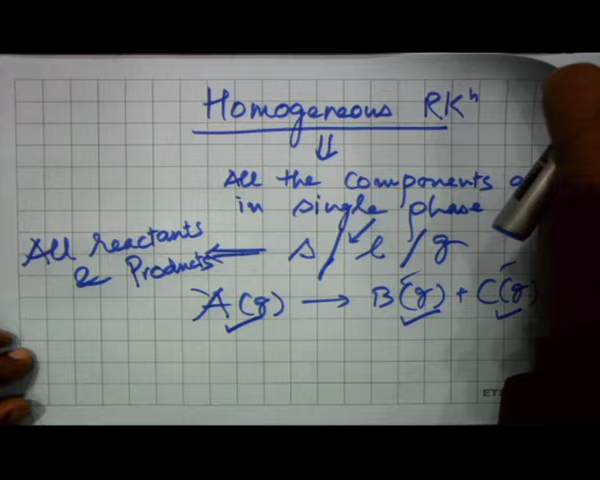 Homogeneous RKⁿ
⇓
All the components
in single phase
All reactants
& Products
⇐ s / l / g
A(g) → B(g) + C(g)